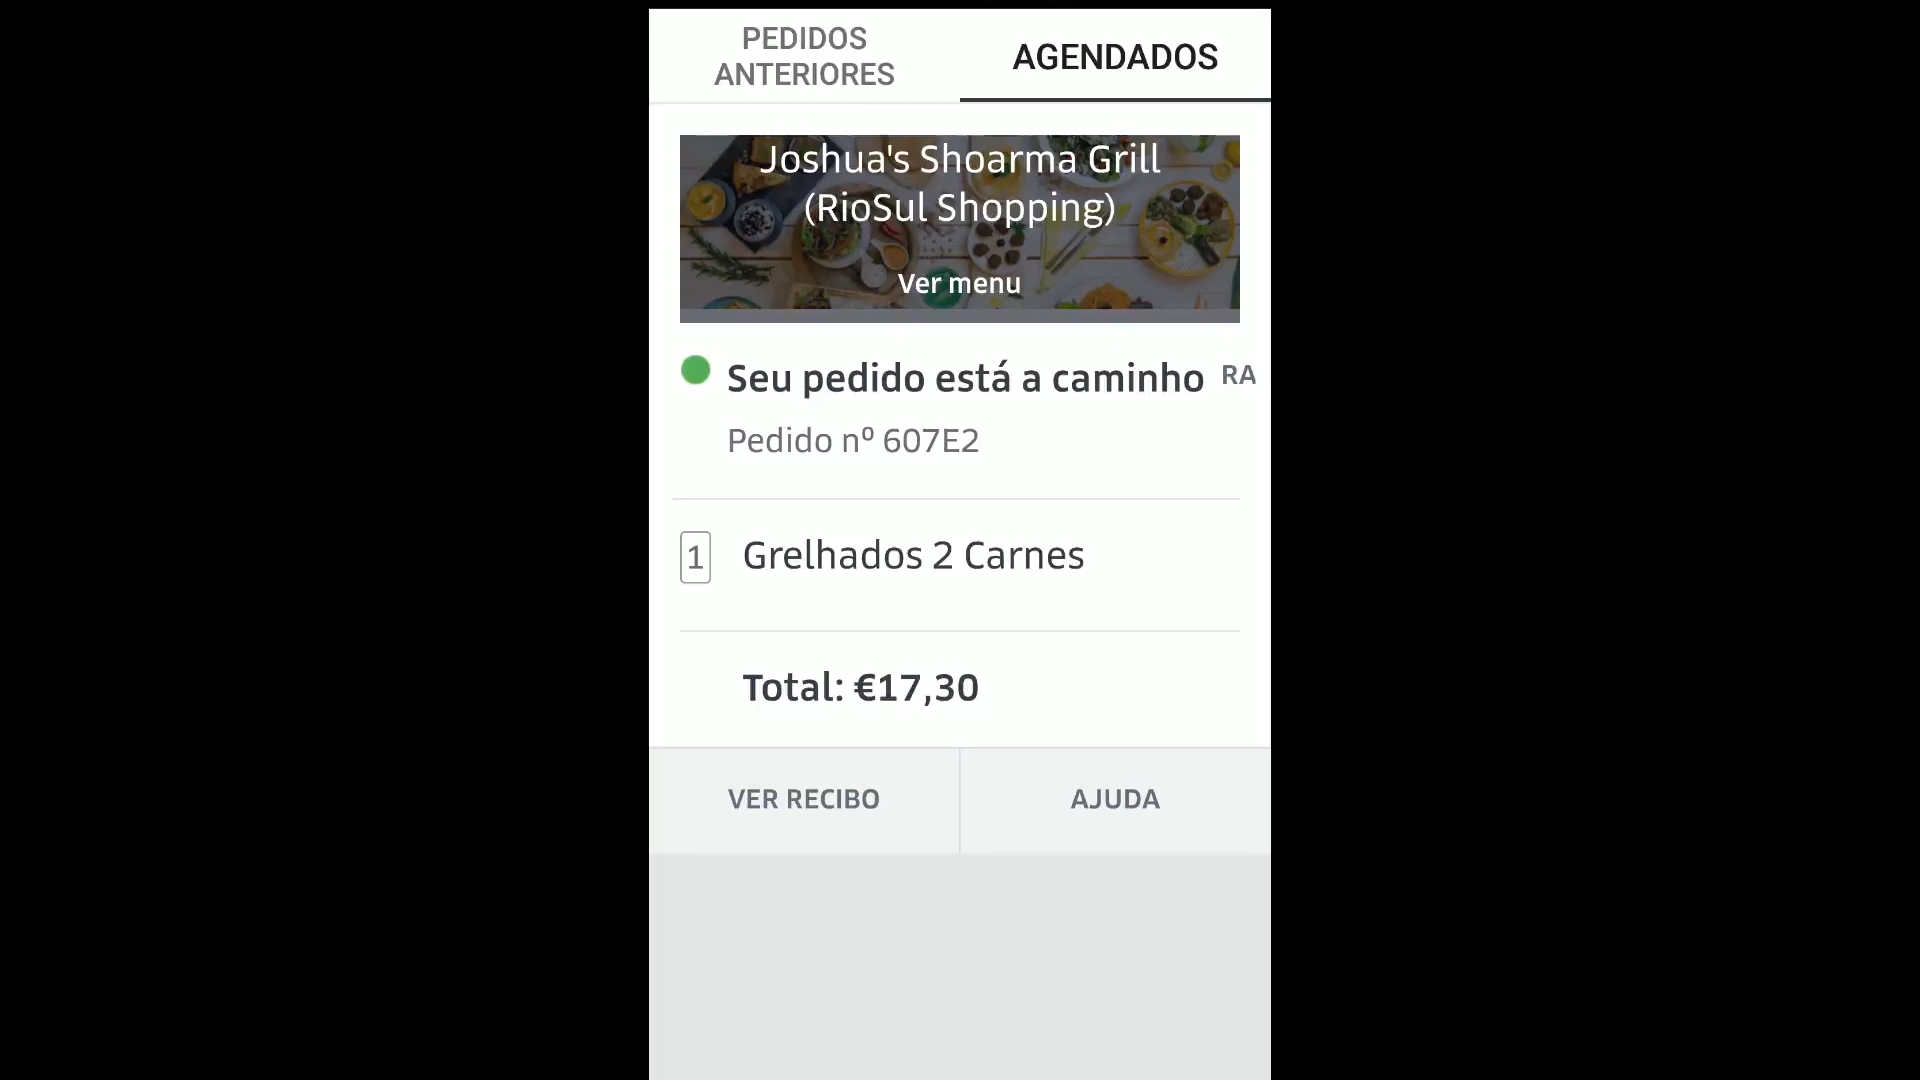 PEDIDOS
ANTERIORES
AGENDADOS
Joshua's Shoarma Grill
(RioSul Shopping)
Ver menu
Seu pedido está a caminho RA
Pedido nº 607E2
1 Grelhados 2 Carnes
Total: €17,30
VER RECIBO
AJUDA